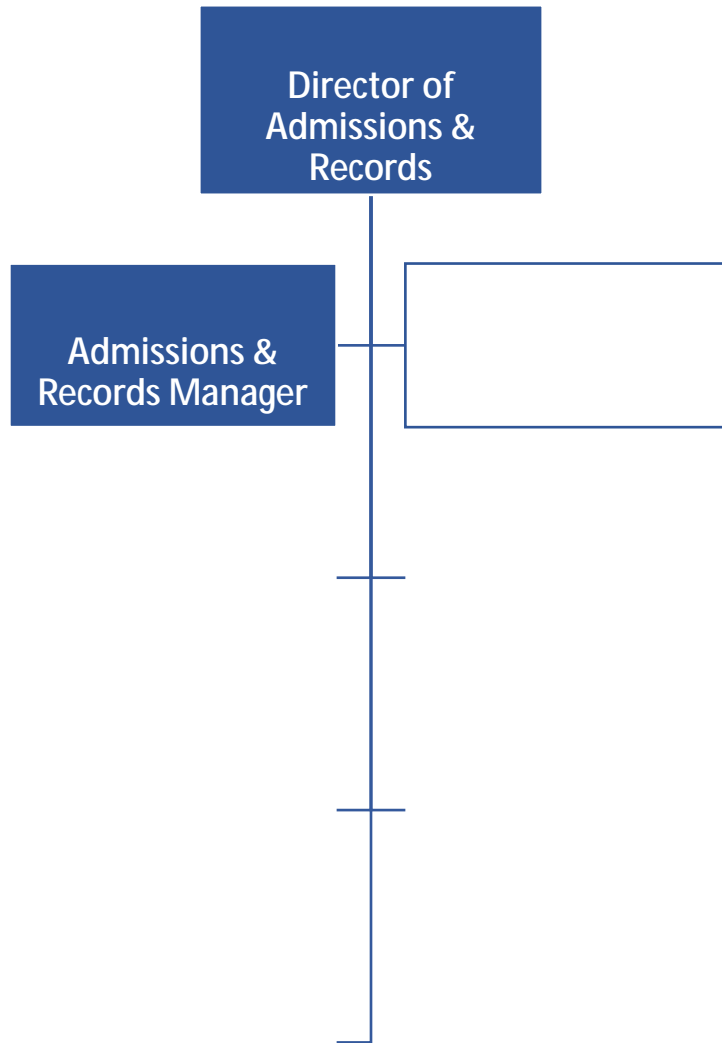 Director of
Admissions &
Records
Admissions &
Records Manager